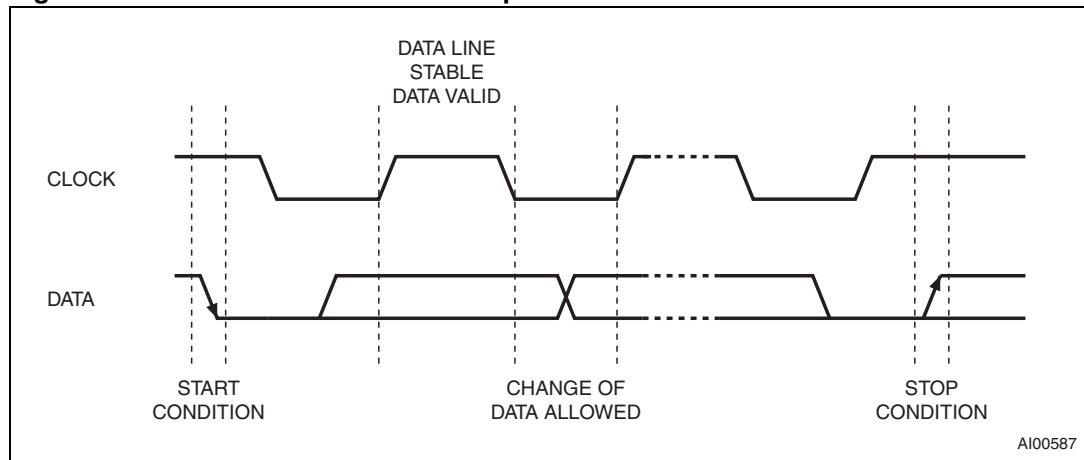 DATA LINE
STABLE
DATA VALID
CLOCK
DATA
START
CONDITION
CHANGE OF
DATA ALLOWED
STOP
CONDITION
AI00587